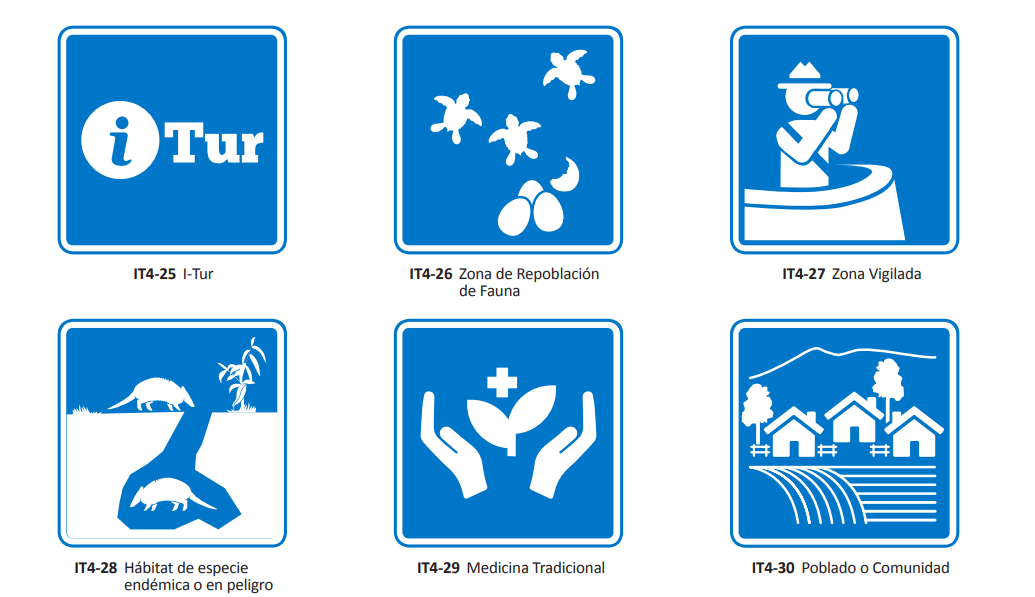 i Tur
IT4-25 I-Tur
IT4-26 Zona de Repoblación
de Fauna
IT4-27 Zona Vigilada
IT4-28 Hábitat de especie
endémica o en peligro
IT4-29 Medicina Tradicional
IT4-30 Poblado o Comunidad